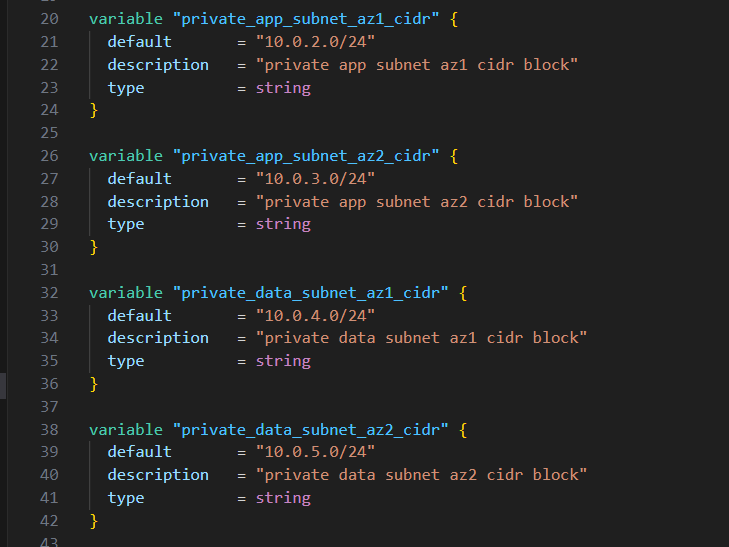 20 variable "private_app_subnet_az1_cidr" {
21   default       = "10.0.2.0/24"
22   description   = "private app subnet az1 cidr block"
23   type          = string
24 }
25
26 variable "private_app_subnet_az2_cidr" {
27   default       = "10.0.3.0/24"
28   description   = "private app subnet az2 cidr block"
29   type          = string
30 }
31
32 variable "private_data_subnet_az1_cidr" {
33   default       = "10.0.4.0/24"
34   description   = "private data subnet az1 cidr block"
35   type          = string
36 }
37
38 variable "private_data_subnet_az2_cidr" {
39   default       = "10.0.5.0/24"
40   description   = "private data subnet az2 cidr block"
41   type          = string
42 }
43